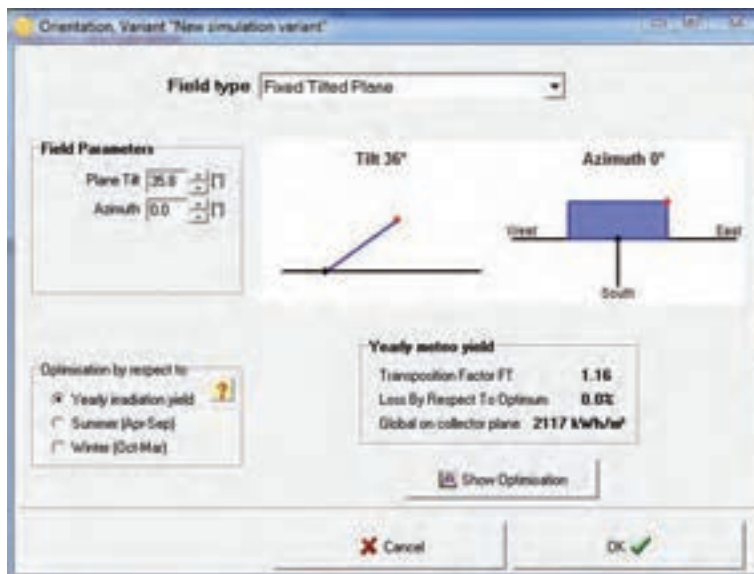 Orientation, Variant "New simulation variant"
Field type Fixed Tilted Plane
Field Parameters
Plane Tilt 35.8 [°]
Azimuth 0.0 [°]
Tilt 36°
Azimuth 0°
West East
South
Optimisation by respect to
Yearly irradiation yield
Summer (Apr-Sep)
Winter (Oct-Mar)
?
Yearly meteo yield
Transposition Factor FT 1.16
Loss By Respect To Optimum 0.0%
Global on collector plane 2117 kWh/m²
Show Optimisation
Cancel
OK